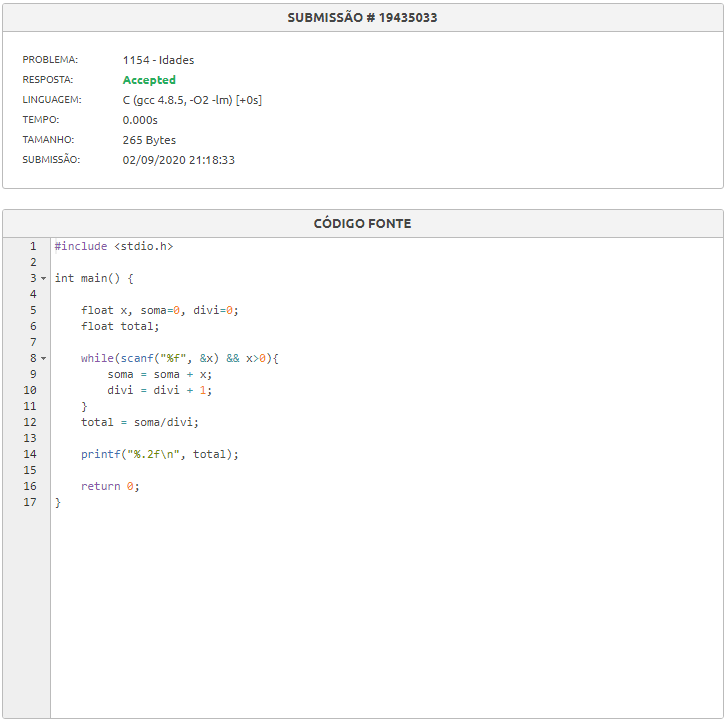 SUBMISSÃO # 19435033
PROBLEMA: 1154 - Idades
RESPOSTA: Accepted
LINGUAGEM: C (gcc 4.8.5, -O2 -lm) [+0s]
TEMPO: 0.000s
TAMANHO: 265 Bytes
SUBMISSÃO: 02/09/2020 21:18:33
CÓDIGO FONTE
1 #include <stdio.h>
2
3 int main() {
4
5     float x, soma=0, divi=0;
6     float total;
7
8     while(scanf("%f", &x) && x>0){
9         soma = soma + x;
10         divi = divi + 1;
11     }
12     total = soma/divi;
13
14     printf("%.2f\n", total);
15
16     return 0;
17 }